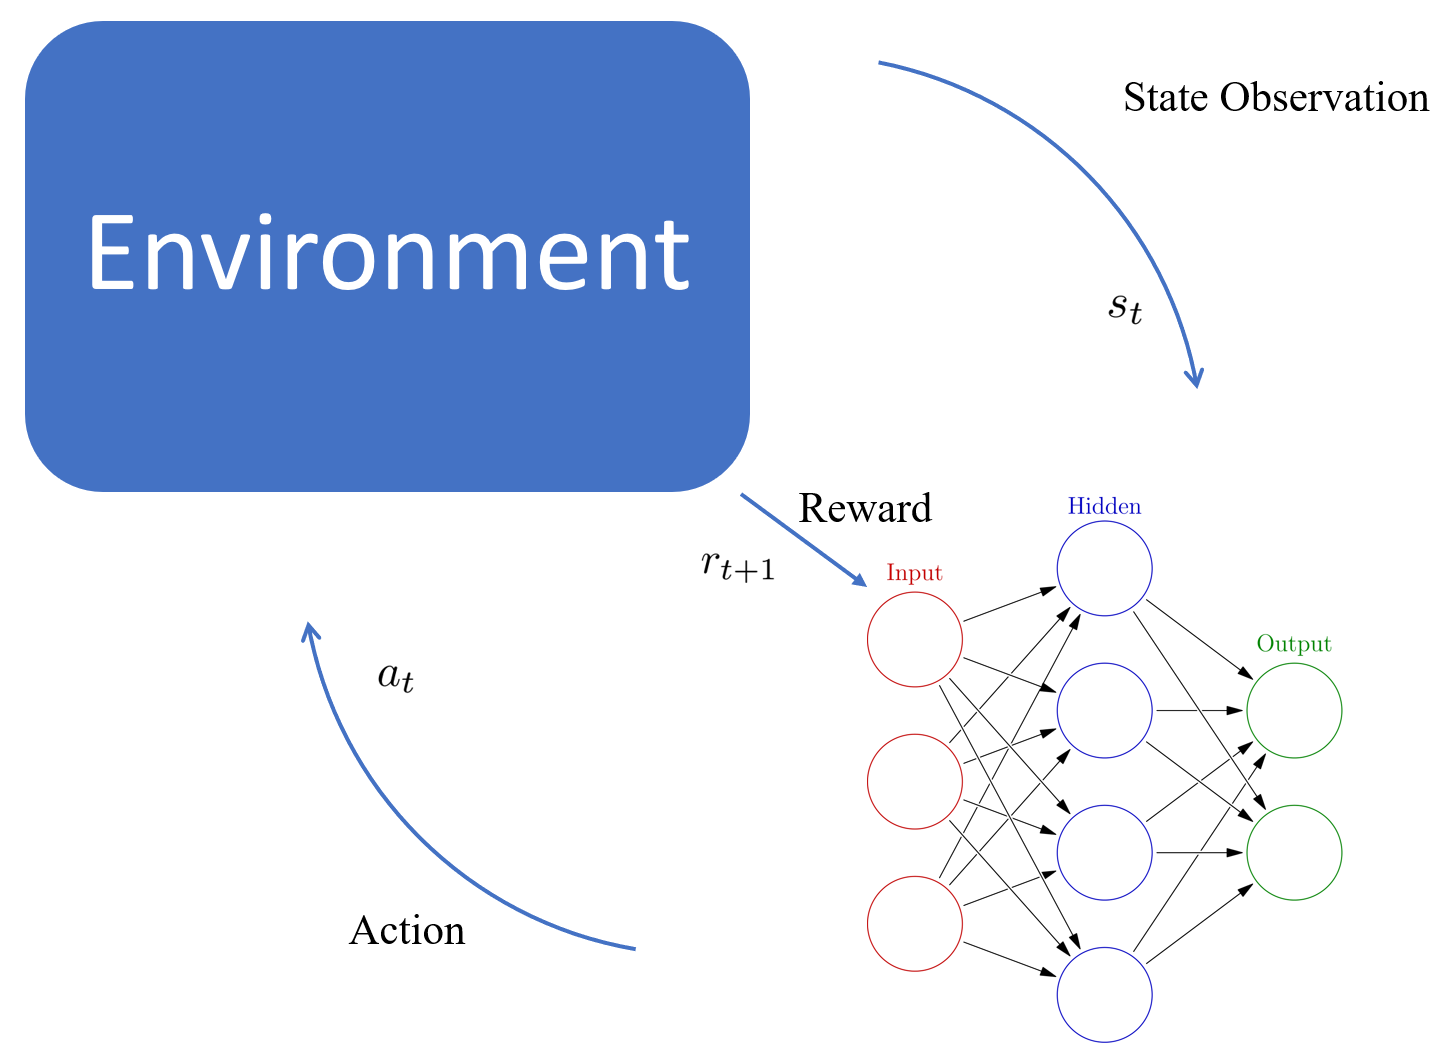 State Observation
Environment
s_t
Reward
Hidden
r_{t+1}
Input
Output
a_t
Action